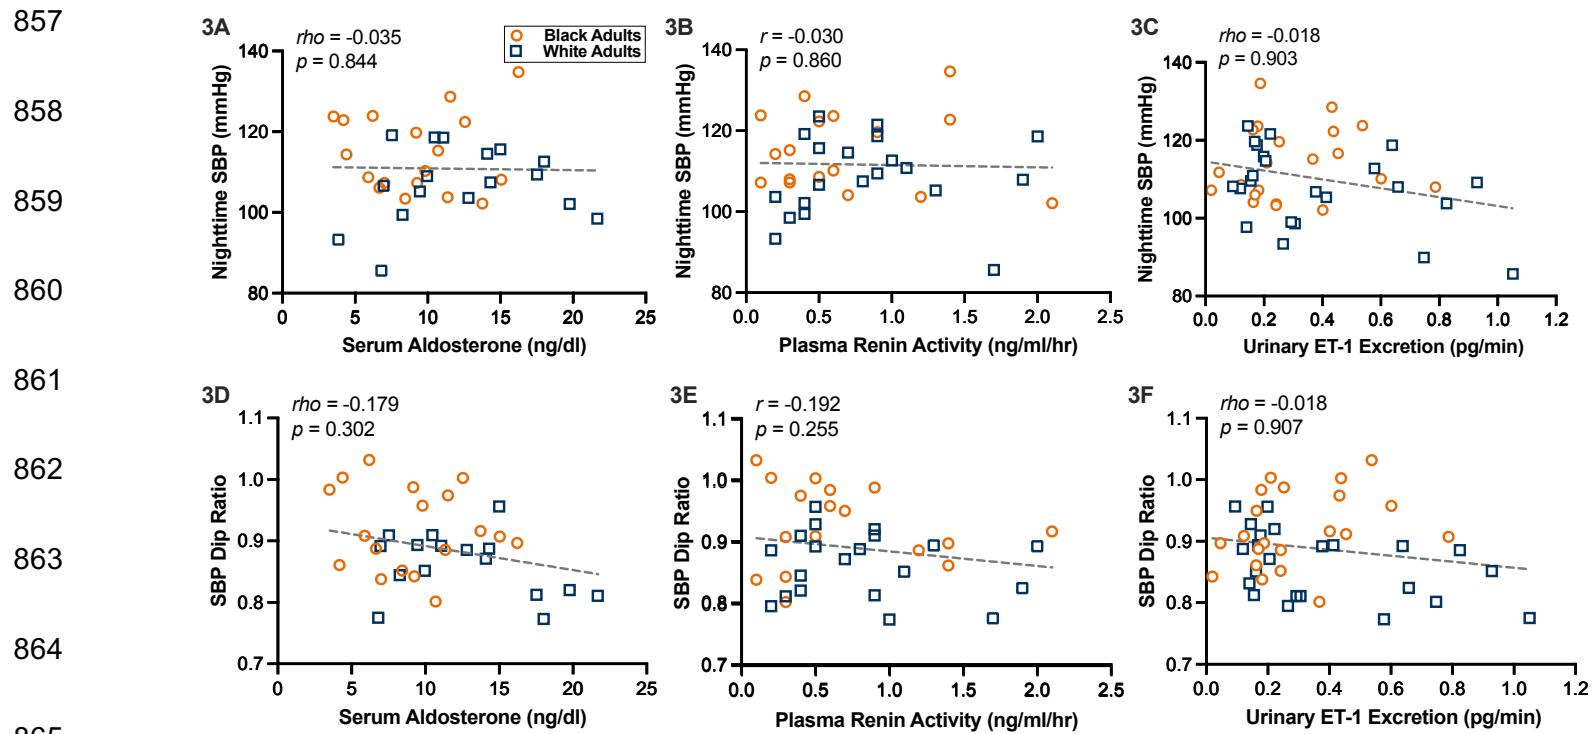 857
858
859
860
861
862
863
864
3A
rho = -0.035
p = 0.844
Black Adults
White Adults
Nighttime SBP (mmHg)
140
120
100
80
0 5 10 15 20 25
Serum Aldosterone (ng/dl)
3B
r = -0.030
p = 0.860
Nighttime SBP (mmHg)
140
120
100
80
0.0 0.5 1.0 1.5 2.0 2.5
Plasma Renin Activity (ng/ml/hr)
3C
rho = -0.018
p = 0.903
Nighttime SBP (mmHg)
140
120
100
80
0.0 0.2 0.4 0.6 0.8 1.0 1.2
Urinary ET-1 Excretion (pg/min)
3D
rho = -0.179
p = 0.302
SBP Dip Ratio
1.1
1.0
0.9
0.8
0.7
0 5 10 15 20 25
Serum Aldosterone (ng/dl)
3E
r = -0.192
p = 0.255
SBP Dip Ratio
1.1
1.0
0.9
0.8
0.7
0.0 0.5 1.0 1.5 2.0 2.5
Plasma Renin Activity (ng/ml/hr)
3F
rho = -0.018
p = 0.907
SBP Dip Ratio
1.1
1.0
0.9
0.8
0.7
0.0 0.2 0.4 0.6 0.8 1.0 1.2
Urinary ET-1 Excretion (pg/min)